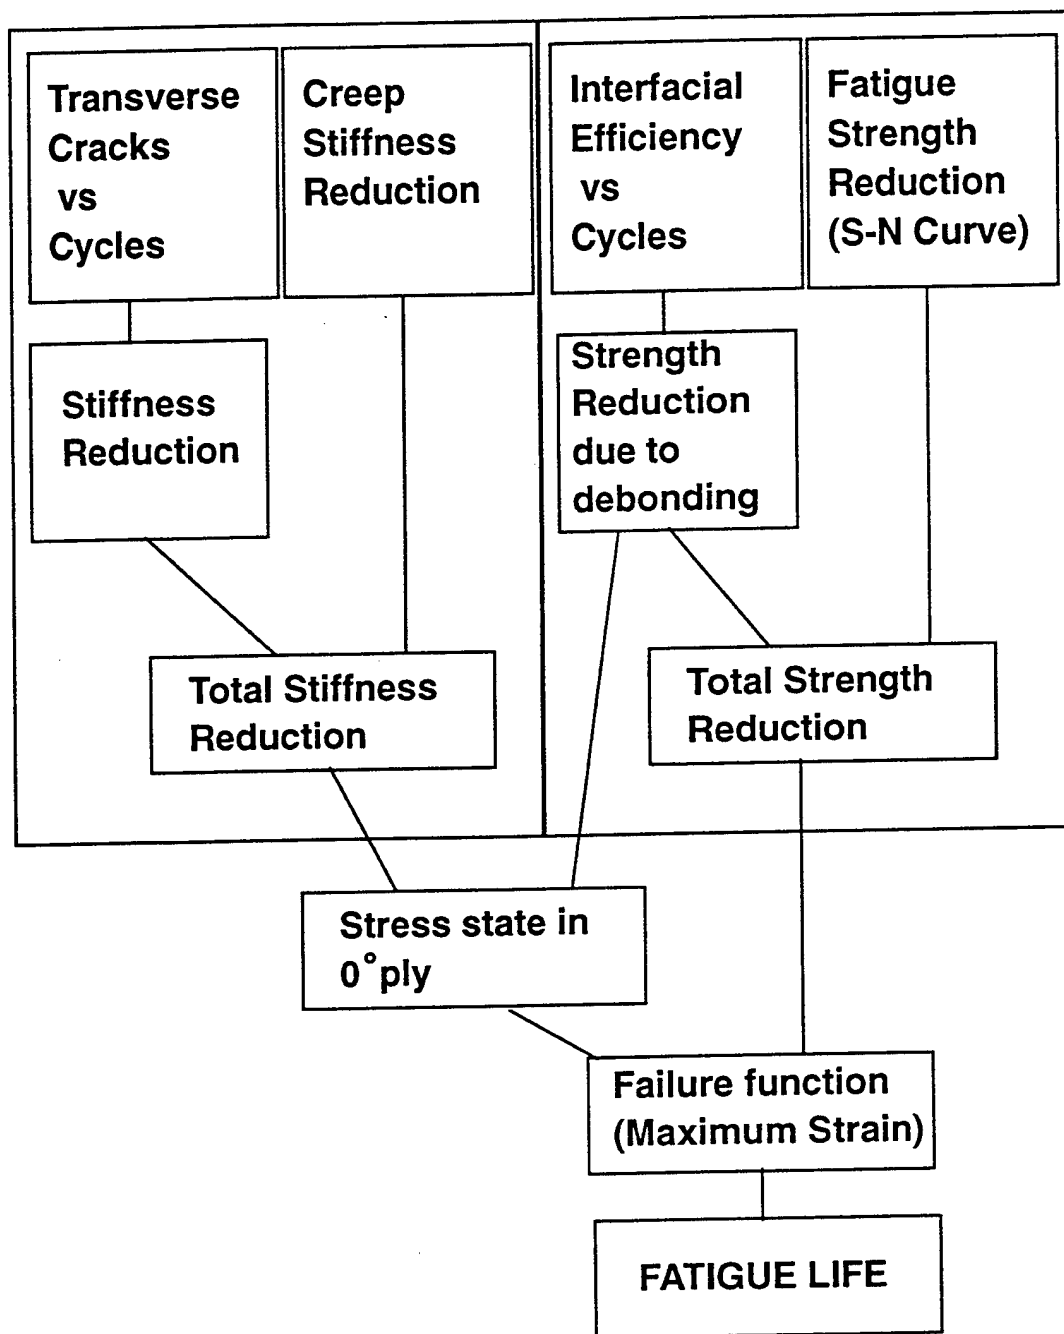 Transverse
Cracks
vs
Cycles
Creep
Stiffness
Reduction
Interfacial
Efficiency
vs
Cycles
Fatigue
Strength
Reduction
(S-N Curve)
Stiffness
Reduction
Strength
Reduction
due to
debonding
Total Stiffness
Reduction
Total Strength
Reduction
Stress state in
0°ply
Failure function
(Maximum Strain)
FATIGUE LIFE